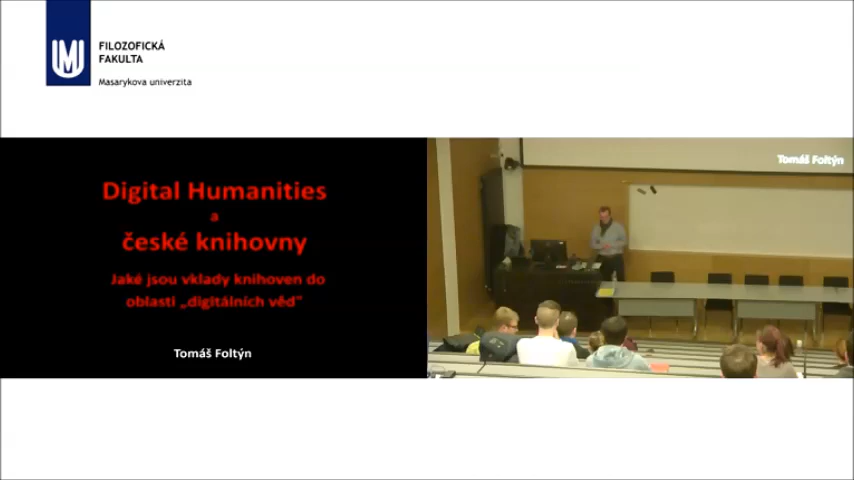 FILOZOFICKÁ
FAKULTA
Masarykova univerzita
Digital Humanities
a
české knihovny
Jaké jsou vklady knihoven do
oblasti „digitálních věd“
Tomáš Foltýn
Tomáš Foltýn